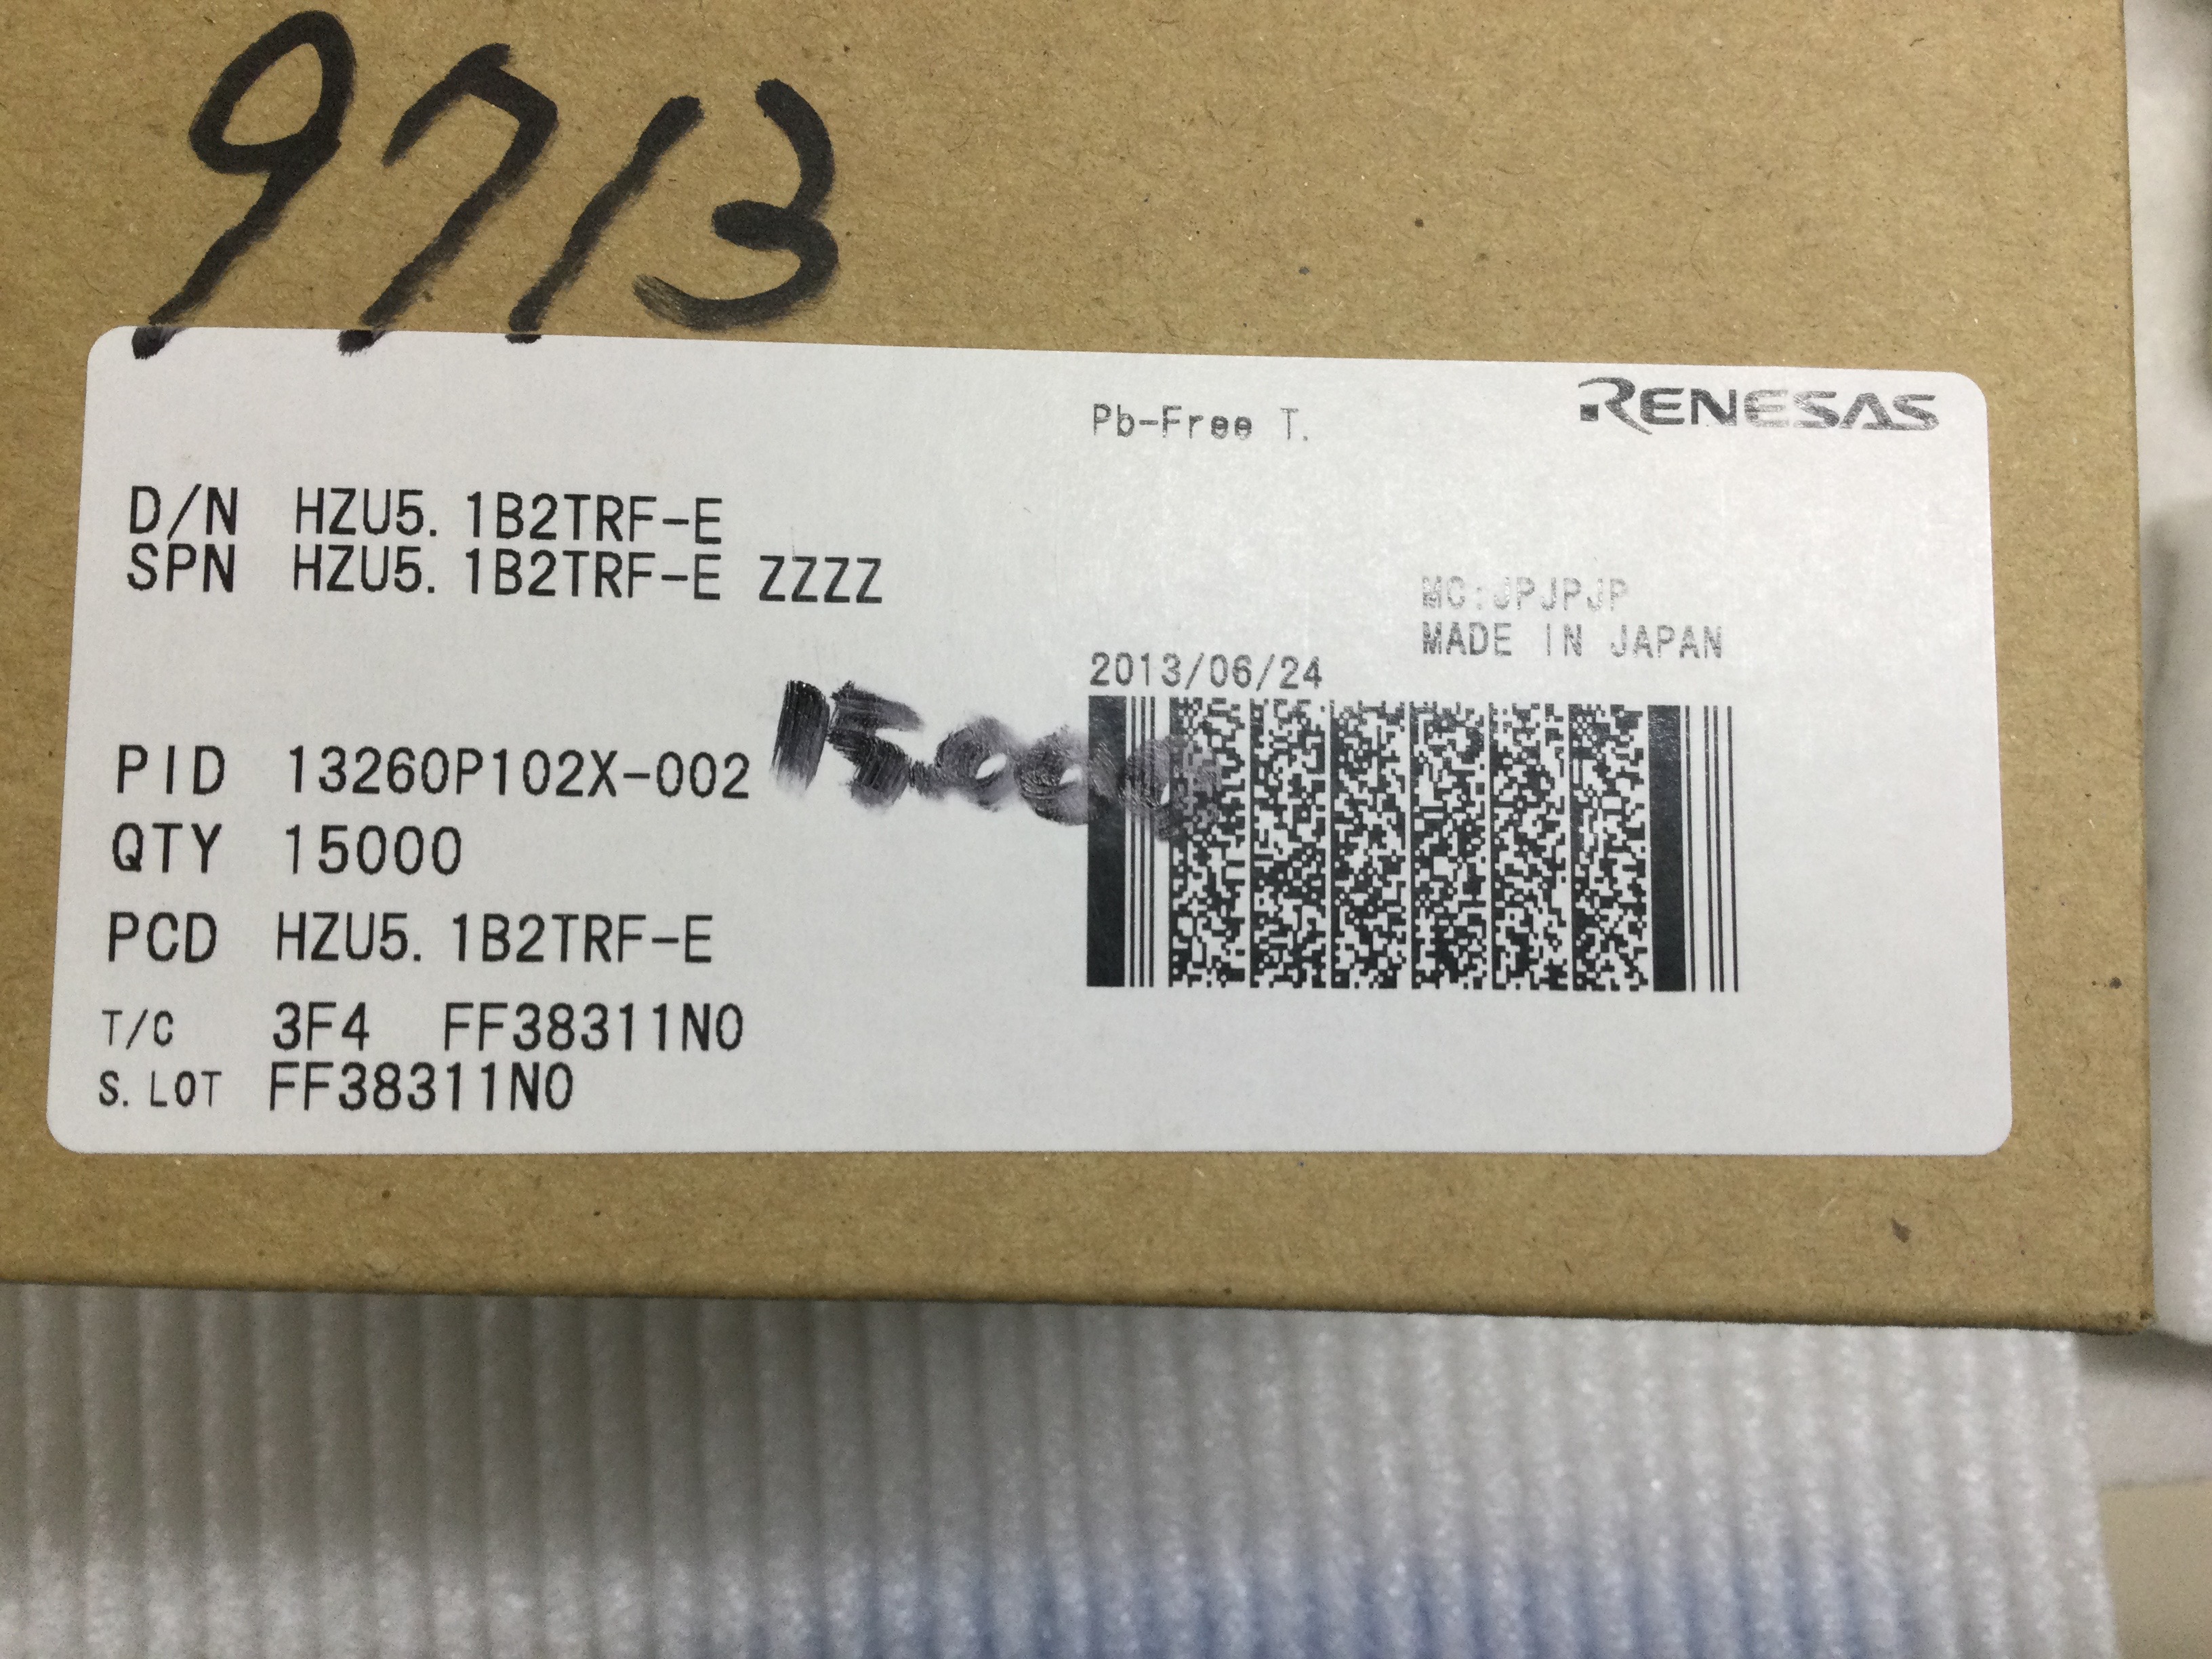 9713
Pb-Free T.
RENESAS
D/N HZU5.1B2TRF-E
SPN HZU5.1B2TRF-E ZZZZ
MC:JPJPJP
MADE IN JAPAN
2013/06/24
15000
PID 13260P102X-002
QTY 15000
PCD HZU5.1B2TRF-E
T/C 3F4 FF38311N0
S.LOT FF38311N0